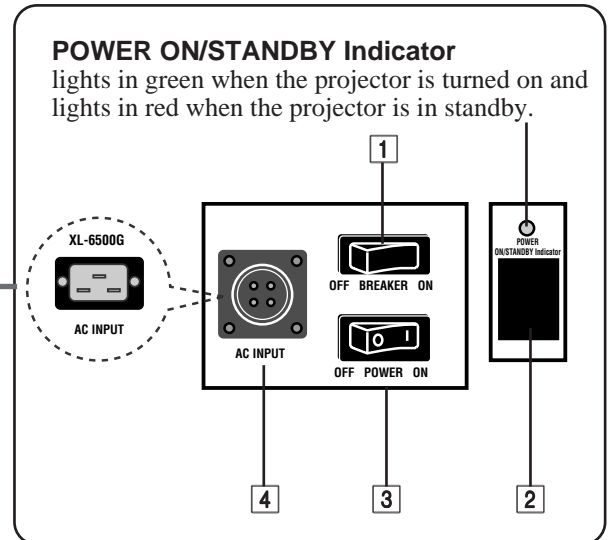 POWER ON/STANDBY Indicator
lights in green when the projector is turned on and
lights in red when the projector is in standby.
1
XL-6500G
AC INPUT
AC INPUT
OFF BREAKER ON
O I
OFF POWER ON
POWER
ON/STANDBY Indicator
4
3
2